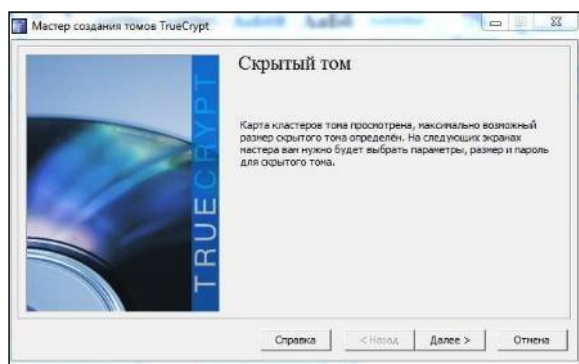 Мастер создания томов TrueCrypt
Скрытый том
Карта кластеров тома просмотрена, максимально возможный
размер скрытого тома определён. На следующих экранах
мастера вам нужно будет выбрать параметры, размер и пароль
для скрытого тома.
TRUECRYPT
Справка
< Назад
Далее >
Отмена